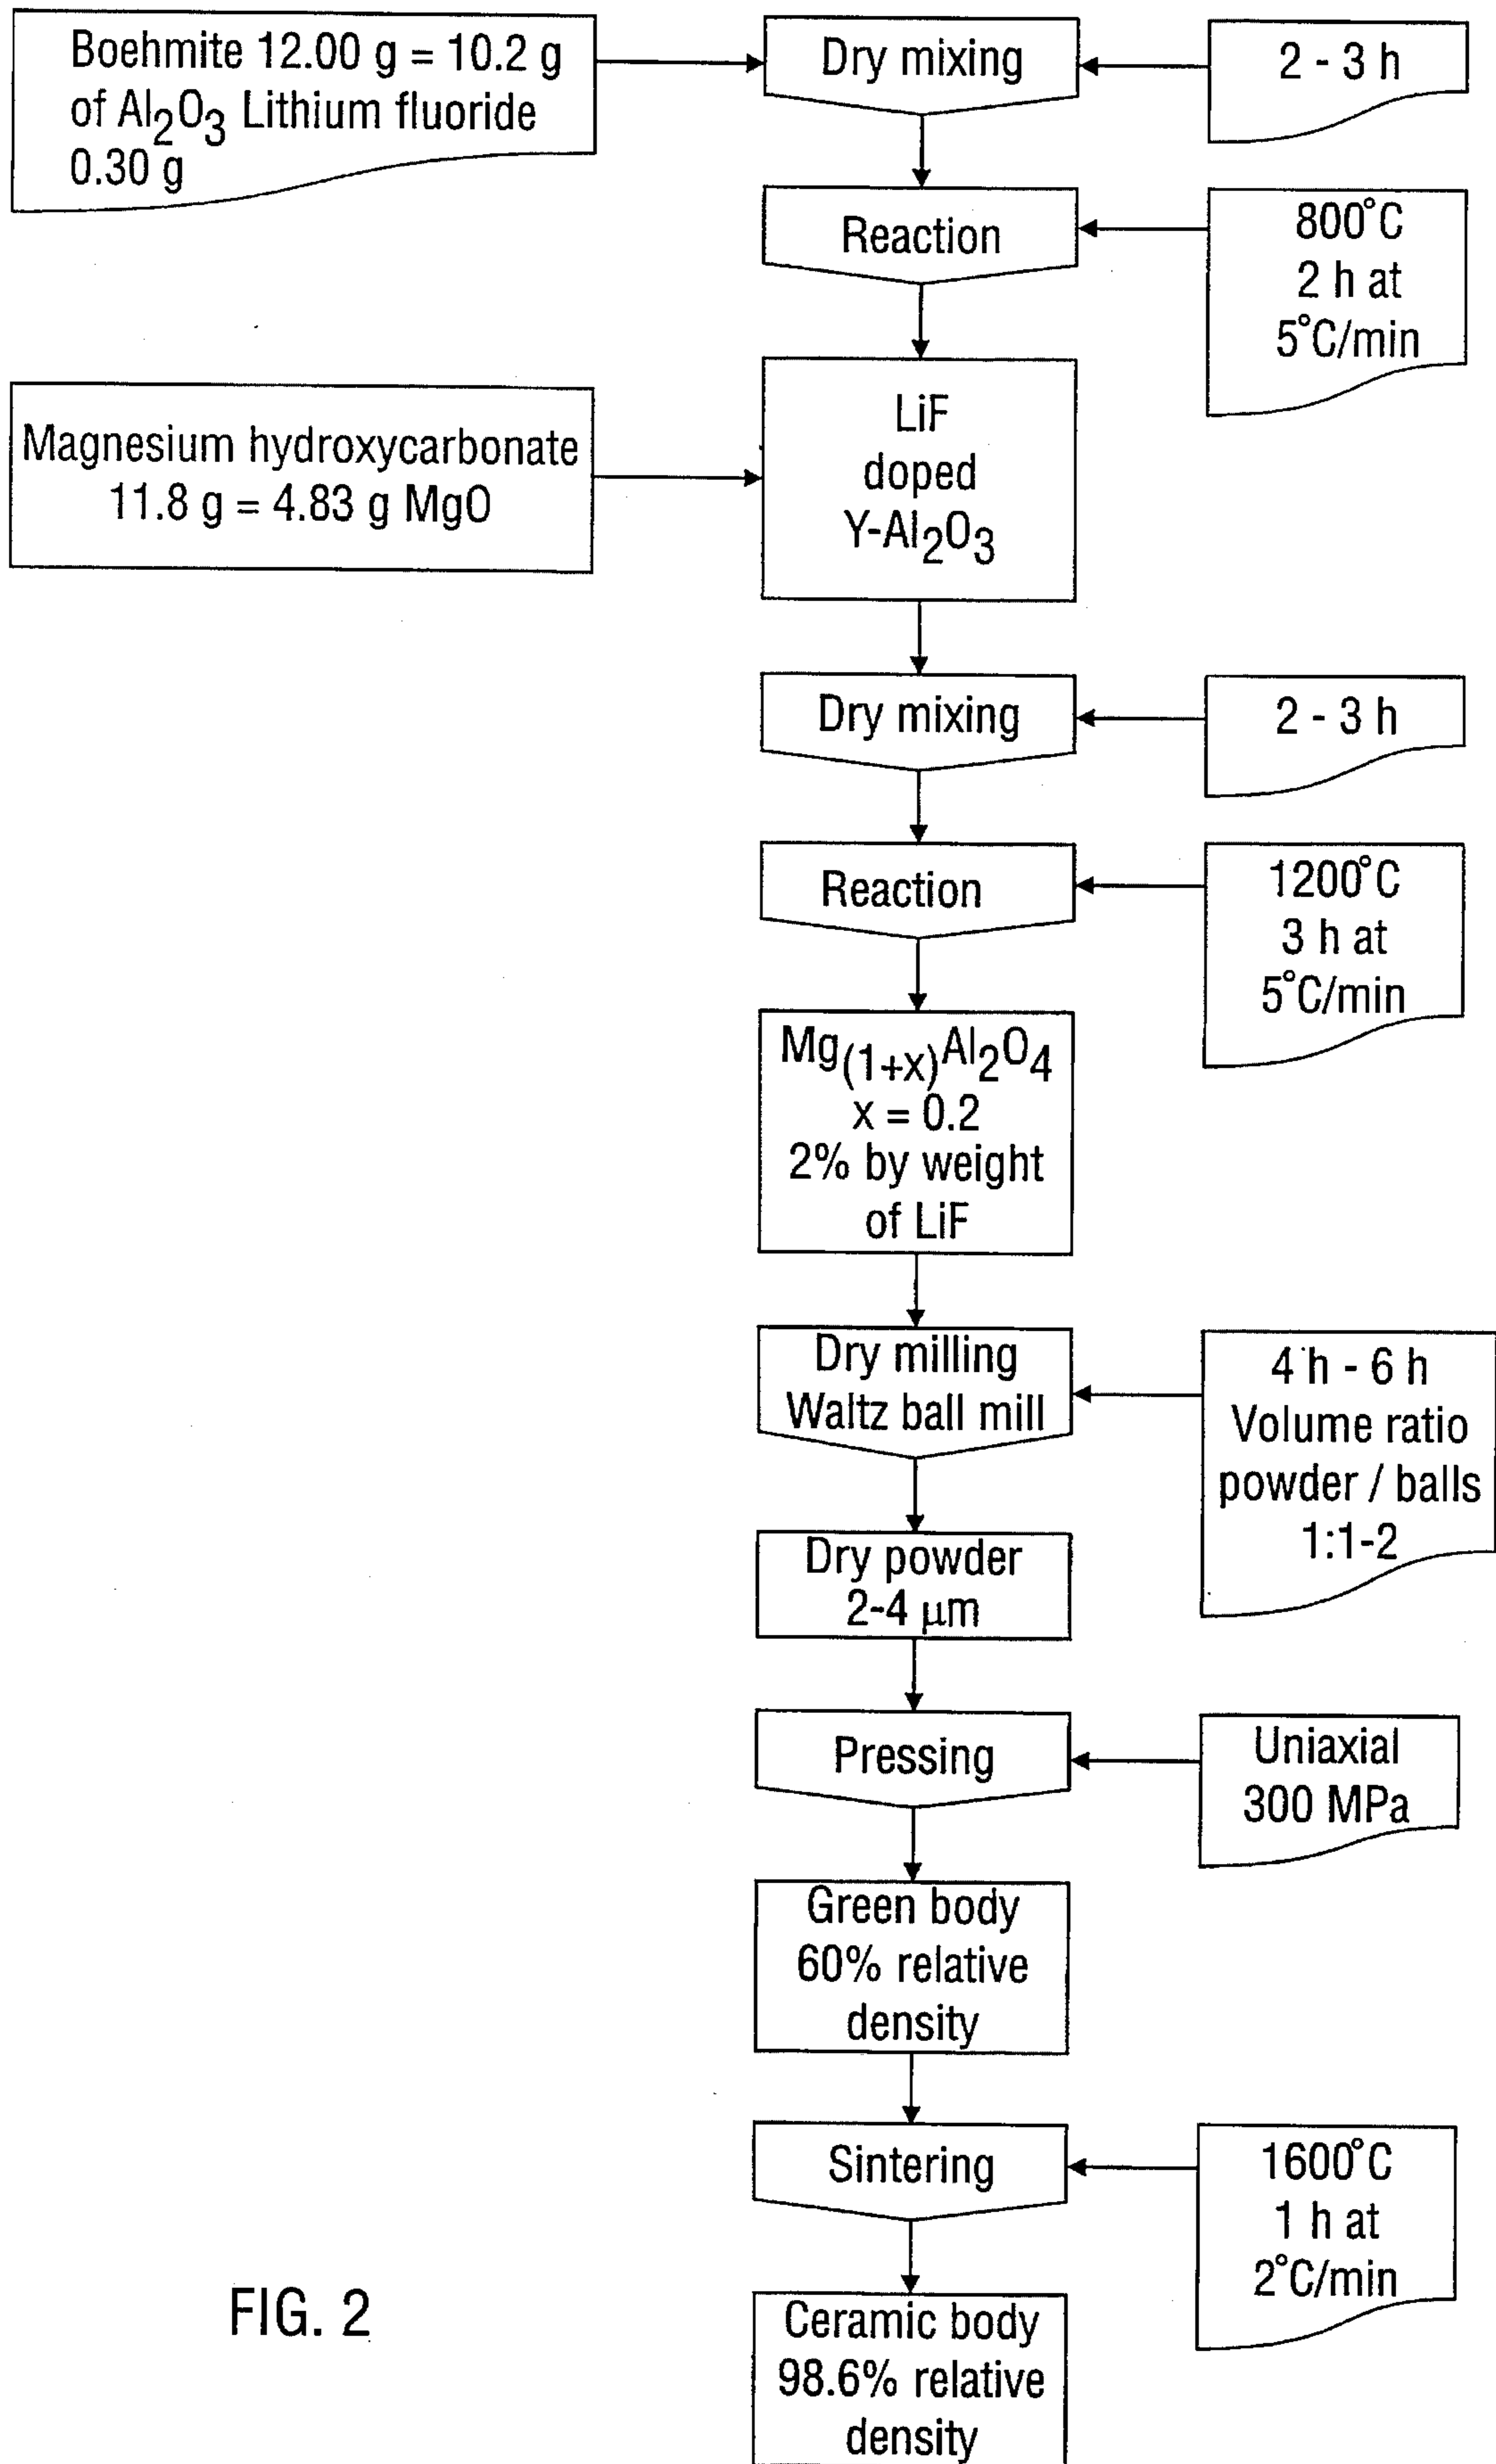 Boehmite 12.00 g = 10.2 g
of Al2O3 Lithium fluoride
0.30 g
Dry mixing
2 - 3 h
Reaction
800°C
2 h at
5°C/min
Magnesium hydroxycarbonate
11.8 g = 4.83 g MgO
LiF
doped
Y-Al2O3
Dry mixing
2 - 3 h
Reaction
1200°C
3 h at
5°C/min
Mg(1+x)Al2O4
x = 0.2
2% by weight
of LiF
Dry milling
Waltz ball mill
4 h - 6 h
Volume ratio
powder / balls
1:1-2
Dry powder
2-4 μm
Pressing
Uniaxial
300 MPa
Green body
60% relative
density
Sintering
1600°C
1 h at
2°C/min
Ceramic body
98.6% relative
density
FIG. 2